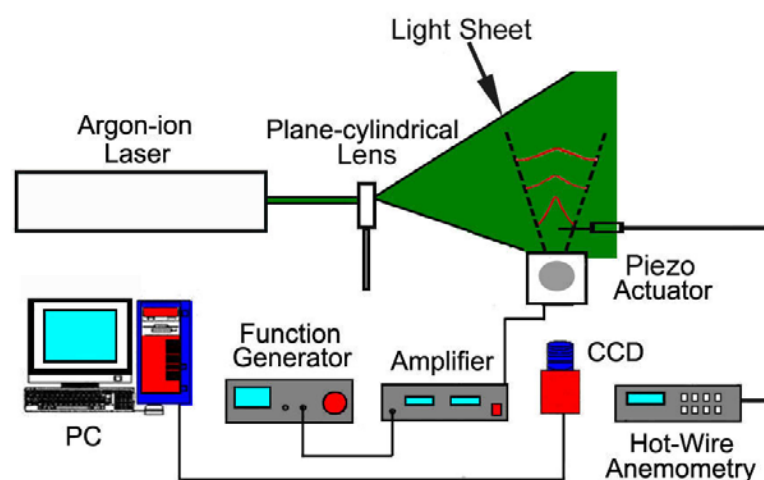 Light Sheet
Argon-ion
Laser
Plane-cylindrical
Lens
Piezo
Actuator
Function
Generator
Amplifier
CCD
PC
Hot-Wire
Anemometry